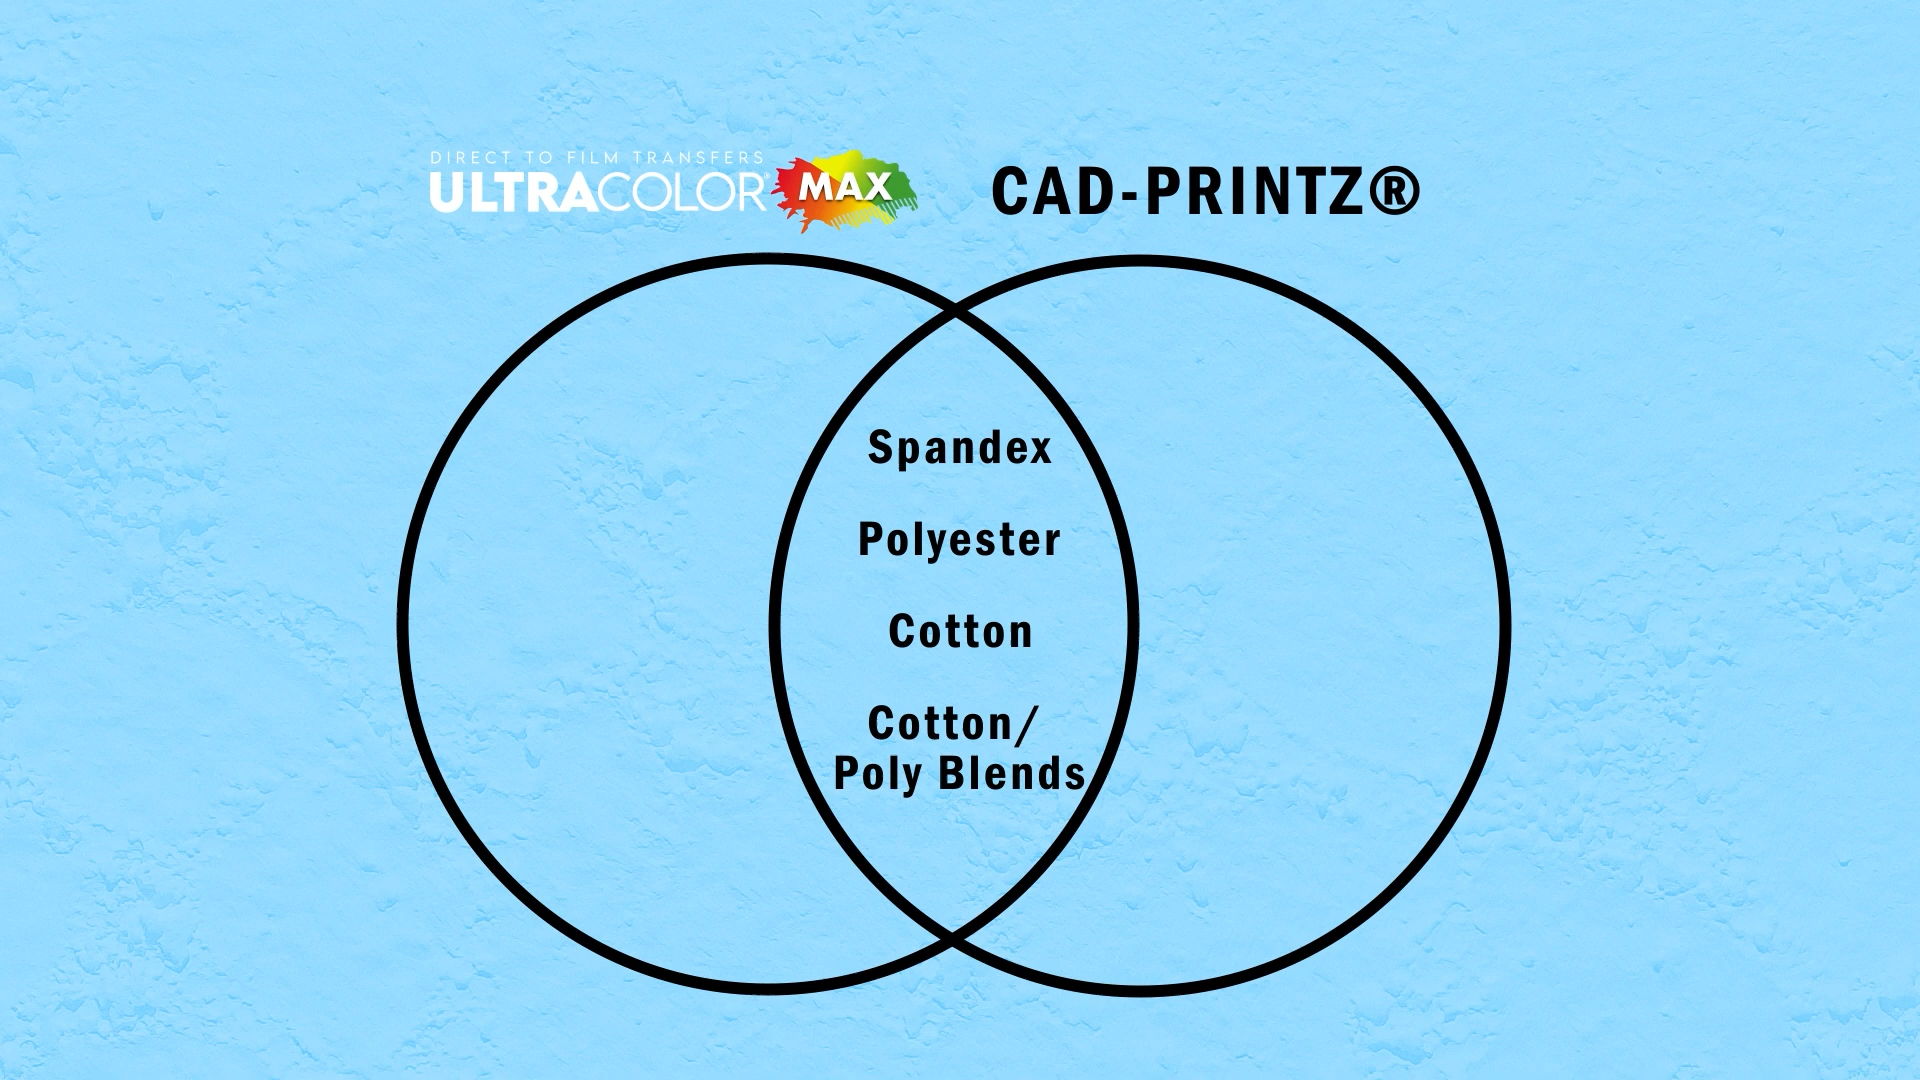 DIRECT TO FILM TRANSFERS
ULTRACOLOR® MAX
CAD-PRINTZ®
Spandex
Polyester
Cotton
Cotton/
Poly Blends